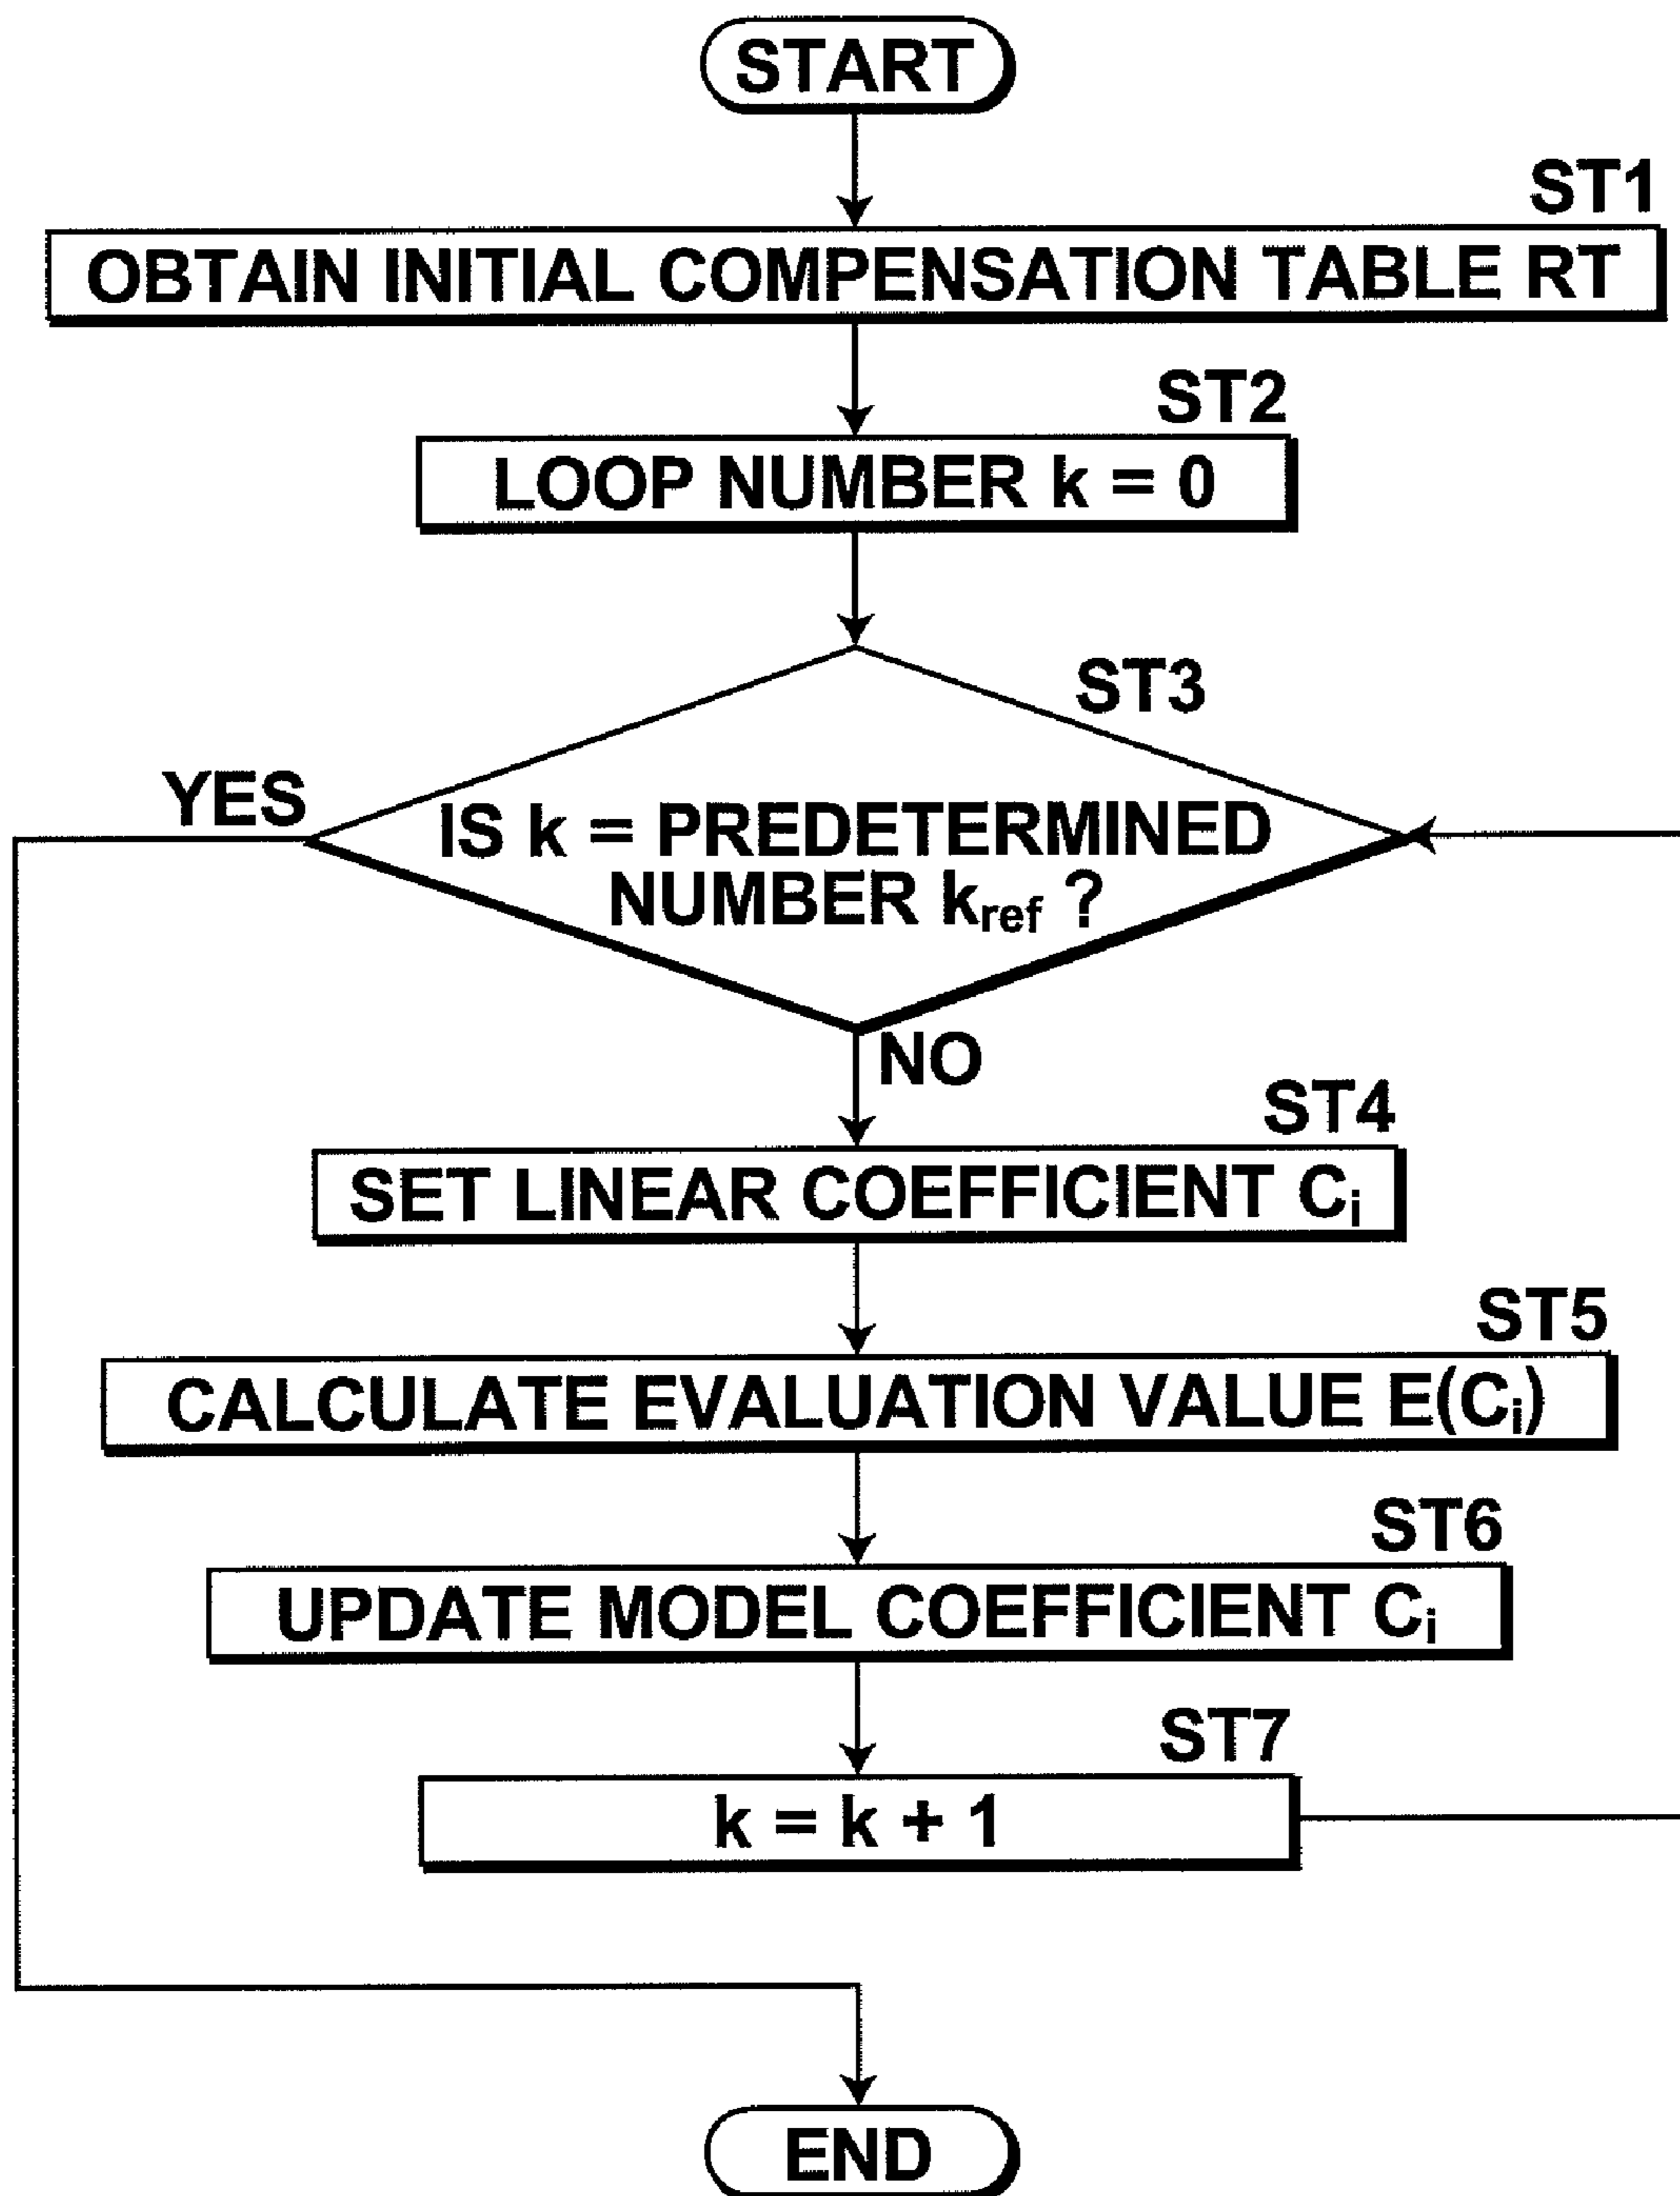 START
ST1
OBTAIN INITIAL COMPENSATION TABLE RT
ST2
LOOP NUMBER k = 0
ST3
YES
IS k = PREDETERMINED
NUMBER kref ?
NO
ST4
SET LINEAR COEFFICIENT Ci
ST5
CALCULATE EVALUATION VALUE E(Ci)
ST6
UPDATE MODEL COEFFICIENT Ci
ST7
k = k + 1
END